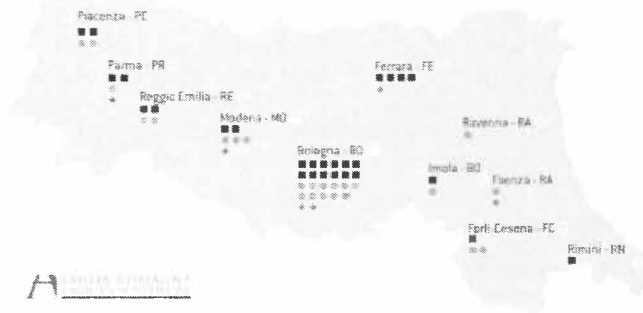 Piacenza - PC
Parma - PR
Ferrara - FE
Reggio Emilia - RE
Modena - MO
Ravenna - RA
Bologna - BO
Imola - BO
Faenza - RA
Forlì Cesena - FC
Rimini - RN